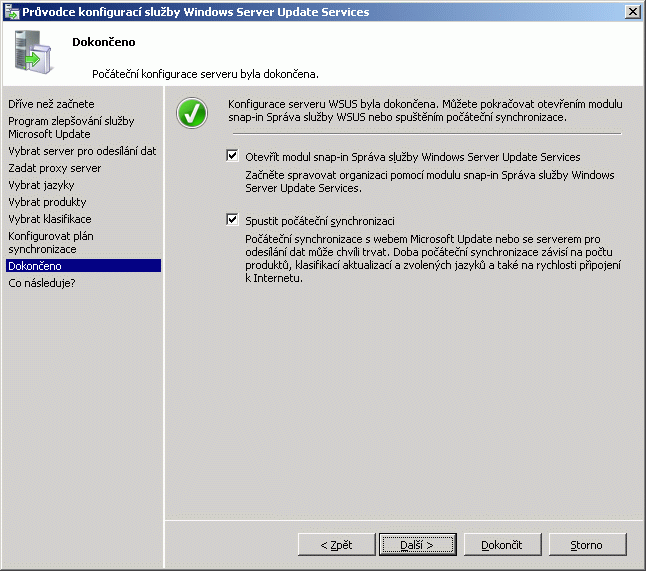 Průvodce konfigurací služby Windows Server Update Services
Dokončeno
Počáteční konfigurace serveru byla dokončena.
Dříve než začnete
Program zlepšování služby
Microsoft Update
Vybrat server pro odesílání dat
Zadat proxy server
Vybrat jazyky
Vybrat produkty
Vybrat klasifikace
Konfigurovat plán
synchronizace
Dokončeno
Co následuje?
Konfigurace serveru WSUS byla dokončena. Můžete pokračovat otevřením modulu
snap-in Správa služby WSUS nebo spuštěním počáteční synchronizace.
Otevřít modul snap-in Správa služby Windows Server Update Services
Začněte spravovat organizaci pomocí modulu snap-in Správa služby Windows
Server Update Services.
Spustit počáteční synchronizaci
Počáteční synchronizace s webem Microsoft Update nebo se serverem pro
odesílání dat může chvíli trvat. Doba počáteční synchronizace závisí na počtu
produktů, klasifikací aktualizací a zvolených jazyků a také na rychlosti připojení
k Internetu.
< Zpět
Další >
Dokončit
Storno